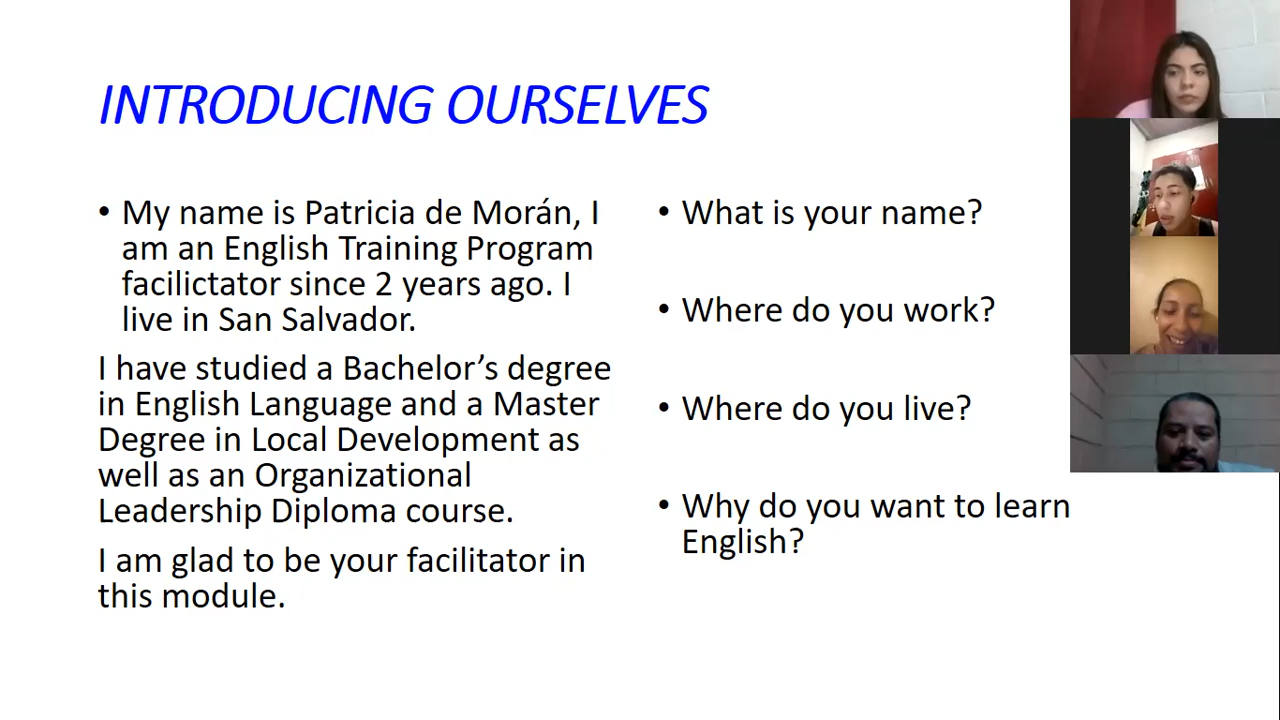 INTRODUCING OURSELVES
• My name is Patricia de Morán, I
am an English Training Program
facilictator since 2 years ago. I
live in San Salvador.
I have studied a Bachelor’s degree
in English Language and a Master
Degree in Local Development as
well as an Organizational
Leadership Diploma course.
I am glad to be your facilitator in
this module.
• What is your name?
• Where do you work?
• Where do you live?
• Why do you want to learn
English?